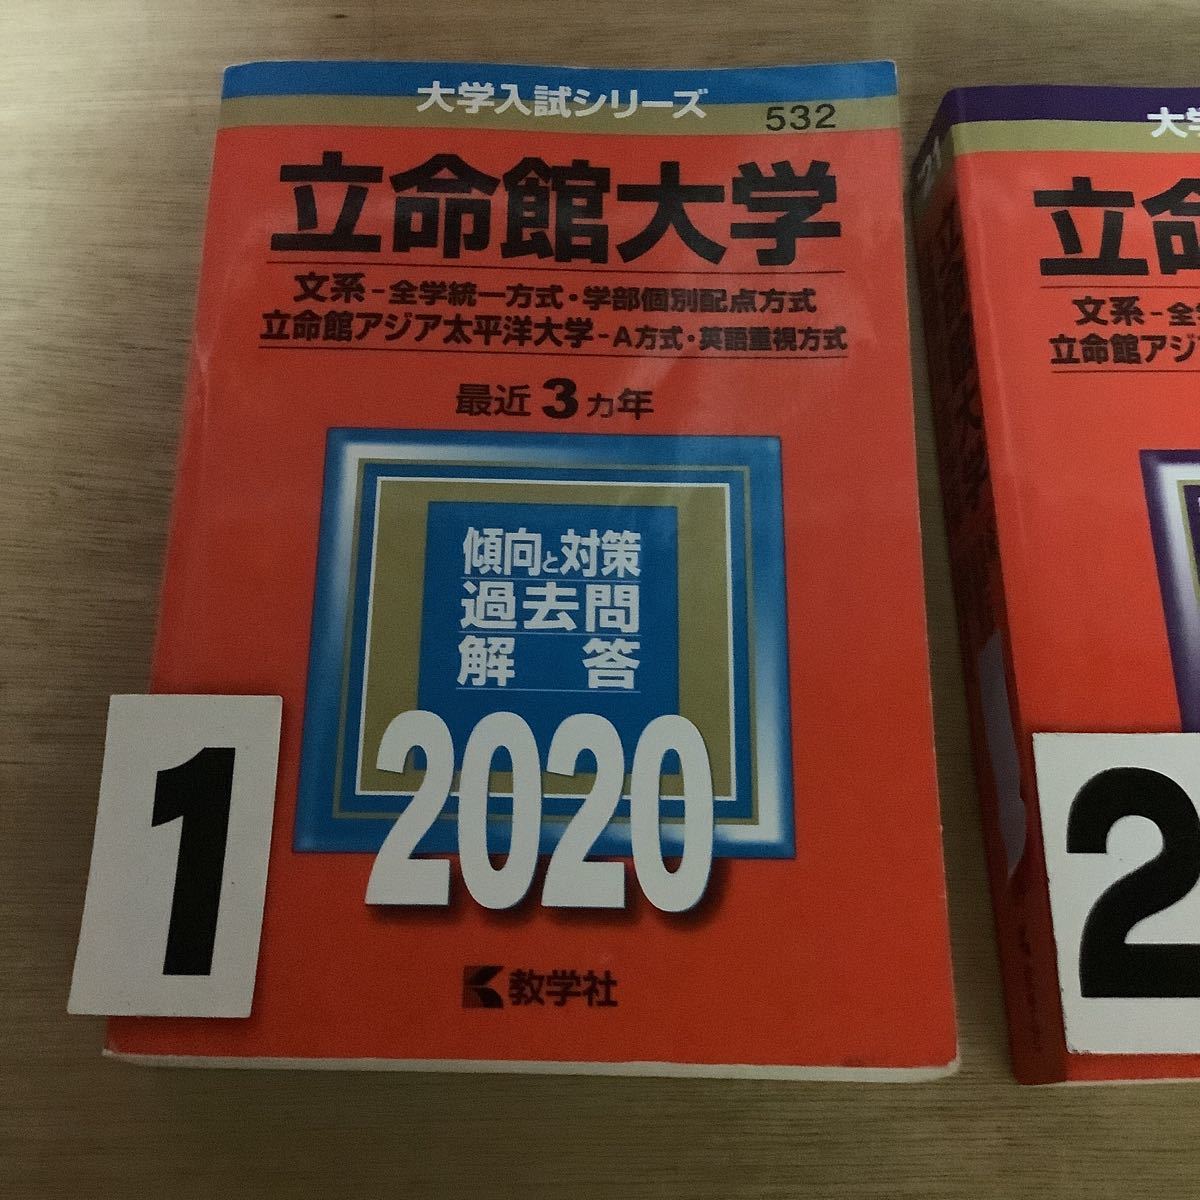 大学入試シリーズ
532
立命館大学
文系-全学統一方式・学部個別配点方式
立命館アジア太平洋大学-A方式・英語重視方式
最近3カ年
傾向と対策
過去問
解答
2020
教学社
1
大学
立命
文系-全学
立命館アジア
2